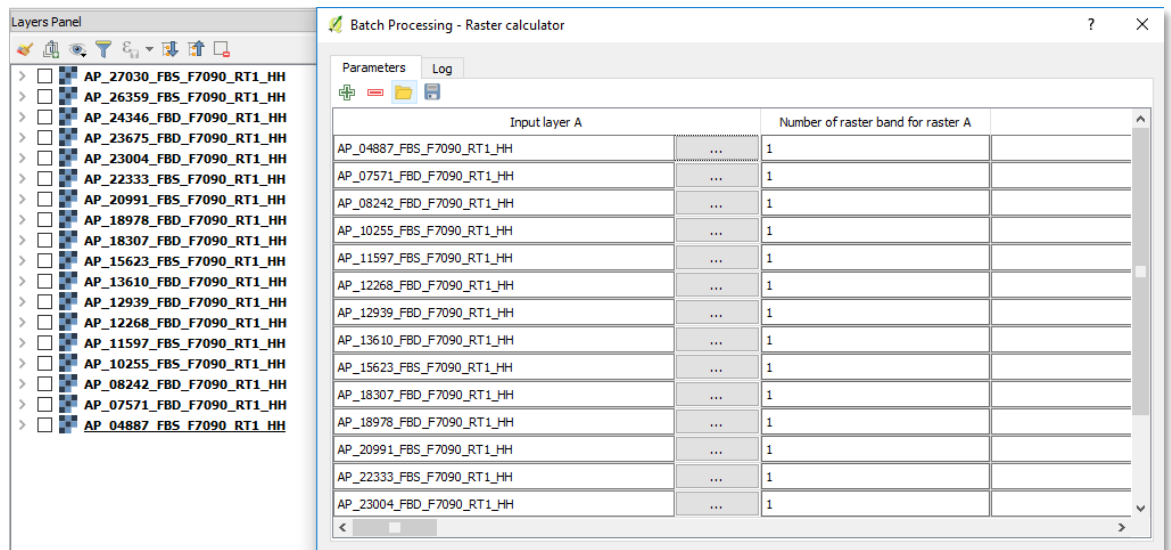 Layers Panel
AP_27030_FBS_F7090_RT1_HH
AP_26359_FBS_F7090_RT1_HH
AP_24346_FBD_F7090_RT1_HH
AP_23675_FBD_F7090_RT1_HH
AP_23004_FBD_F7090_RT1_HH
AP_22333_FBS_F7090_RT1_HH
AP_20991_FBS_F7090_RT1_HH
AP_18978_FBD_F7090_RT1_HH
AP_18307_FBD_F7090_RT1_HH
AP_15623_FBS_F7090_RT1_HH
AP_13610_FBD_F7090_RT1_HH
AP_12939_FBD_F7090_RT1_HH
AP_12268_FBD_F7090_RT1_HH
AP_11597_FBS_F7090_RT1_HH
AP_10255_FBS_F7090_RT1_HH
AP_08242_FBD_F7090_RT1_HH
AP_07571_FBD_F7090_RT1_HH
AP_04887_FBS_F7090_RT1_HH
Batch Processing - Raster calculator ?
Parameters Log
Input layer A Number of raster band for raster A
AP_04887_FBS_F7090_RT1_HH ... 1
AP_07571_FBD_F7090_RT1_HH ... 1
AP_08242_FBD_F7090_RT1_HH ... 1
AP_10255_FBS_F7090_RT1_HH ... 1
AP_11597_FBS_F7090_RT1_HH ... 1
AP_12268_FBD_F7090_RT1_HH ... 1
AP_12939_FBD_F7090_RT1_HH ... 1
AP_13610_FBD_F7090_RT1_HH ... 1
AP_15623_FBS_F7090_RT1_HH ... 1
AP_18307_FBD_F7090_RT1_HH ... 1
AP_18978_FBD_F7090_RT1_HH ... 1
AP_20991_FBS_F7090_RT1_HH ... 1
AP_22333_FBS_F7090_RT1_HH ... 1
AP_23004_FBD_F7090_RT1_HH ... 1